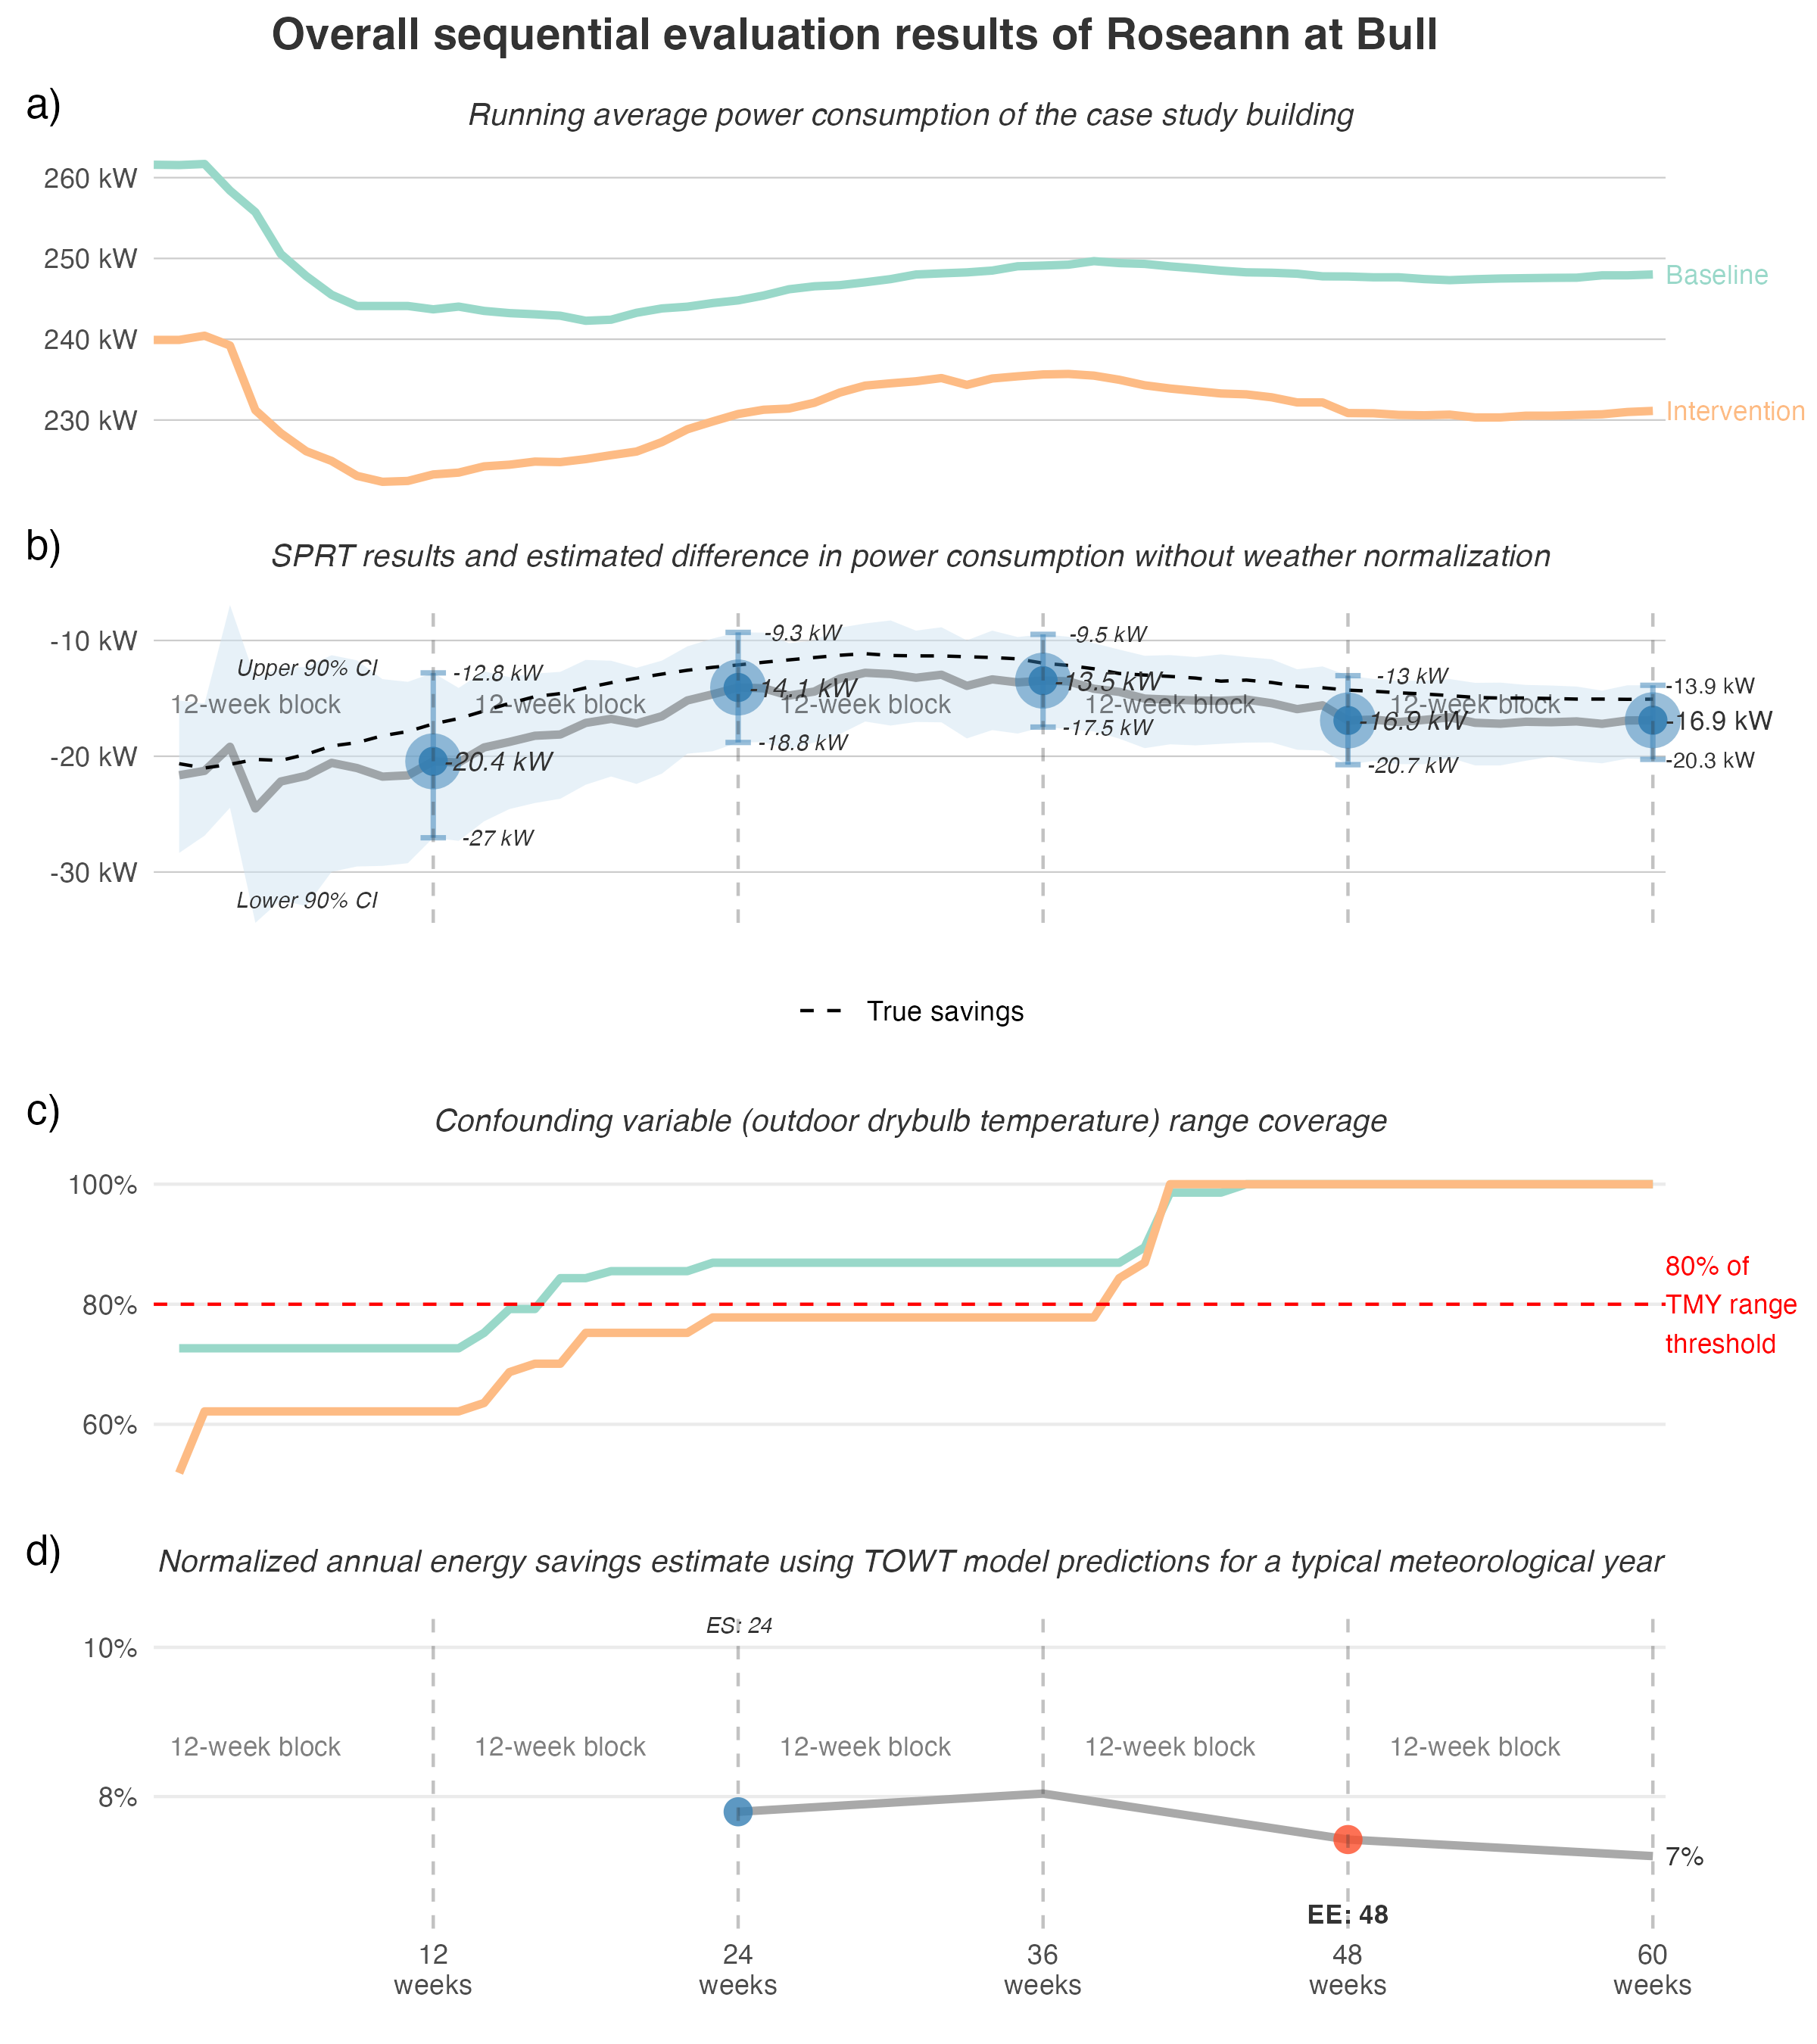 Overall sequential evaluation results of Roseann at Bull
a)
Running average power consumption of the case study building
260 kW
250 kW
240 kW
230 kW
Baseline
Intervention
b)
SPRT results and estimated difference in power consumption without weather normalization
-10 kW
-20 kW
-30 kW
Upper 90% CI
Lower 90% CI
12-week block
12-week block
12-week block
12-week block
12-week block
-12.8 kW
-20.4 kW
-27 kW
-9.3 kW
-14.1 kW
-18.8 kW
-9.5 kW
-13.5 kW
-17.5 kW
-13 kW
-16.9 kW
-20.7 kW
-13.9 kW
-16.9 kW
-20.3 kW
True savings
c)
Confounding variable (outdoor drybulb temperature) range coverage
100%
80%
60%
80% of
TMY range
threshold
d)
Normalized annual energy savings estimate using TOWT model predictions for a typical meteorological year
ES: 24
10%
12-week block
12-week block
12-week block
12-week block
12-week block
8%
7%
EE: 48
12
weeks
24
weeks
36
weeks
48
weeks
60
weeks